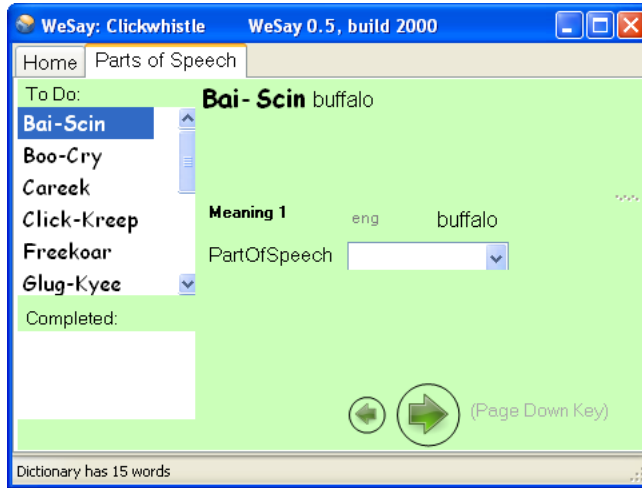 WeSay: Clickwhistle WeSay 0.5, build 2000
Home Parts of Speech
To Do:
Bai-Scin
Boo-Cry
Careek
Click-Kreep
Freekoar
Glug-Kyee
Completed:
Bai-Scin buffalo
Meaning 1 eng buffalo
PartOfSpeech
(Page Down Key)
Dictionary has 15 words